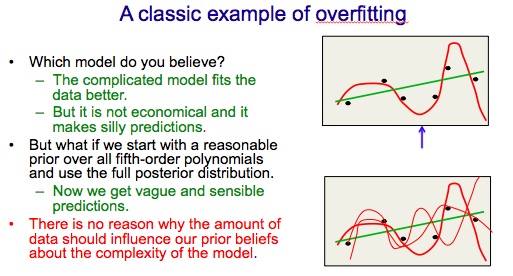 A classic example of overfitting
• Which model do you believe?
– The complicated model fits the
data better.
– But it is not economical and it
makes silly predictions.
• But what if we start with a reasonable
prior over all fifth-order polynomials
and use the full posterior distribution.
– Now we get vague and sensible
predictions.
• There is no reason why the amount of
data should influence our prior beliefs
about the complexity of the model.